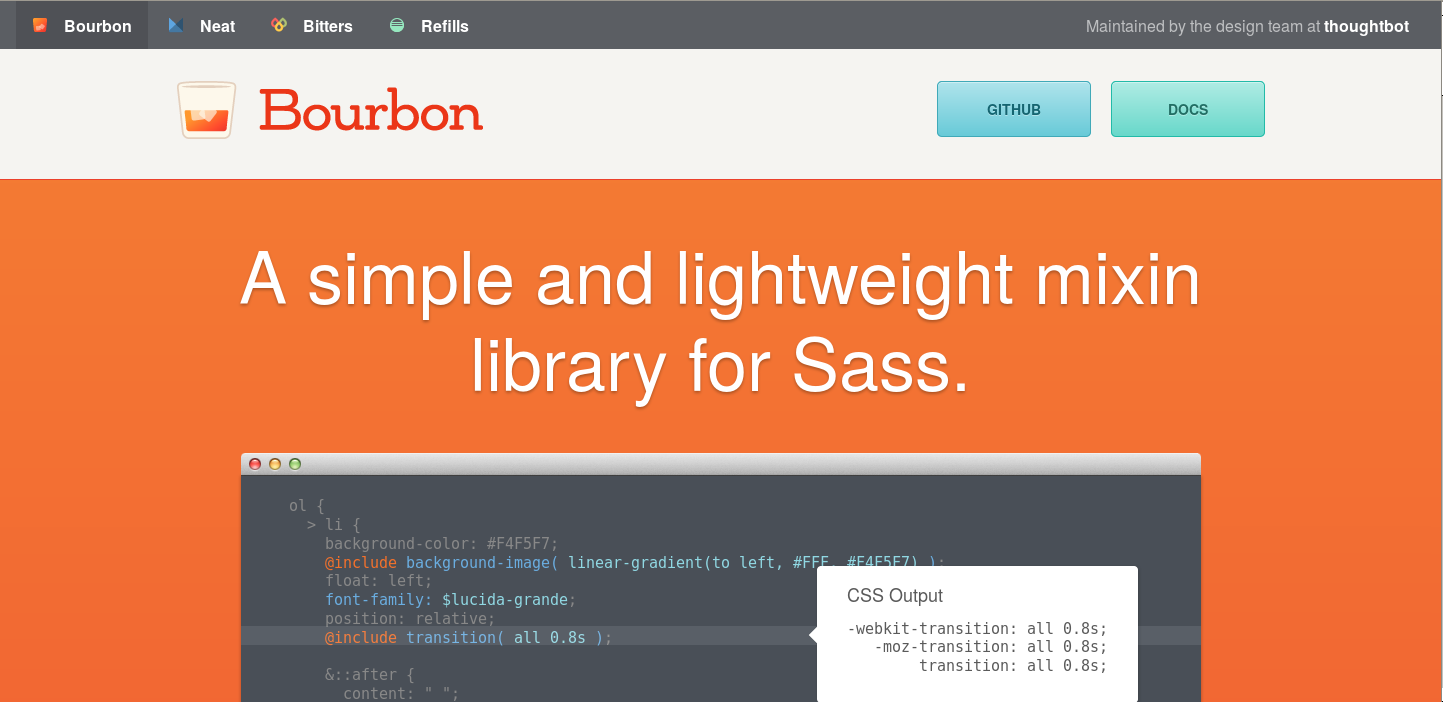 Bourbon Neat Bitters Refills Maintained by the design team at thoughtbot
Bourbon GITHUB DOCS
A simple and lightweight mixin
library for Sass.
ol {
> li {
background-color: #F4F5F7;
@include background-image( linear-gradient(to left, #FFF, #F4F5F7) );
float: left;
font-family: $lucida-grande;
position: relative;
@include transition( all 0.8s );
&::after {
content: " ";
CSS Output
-webkit-transition: all 0.8s;
-moz-transition: all 0.8s;
transition: all 0.8s;